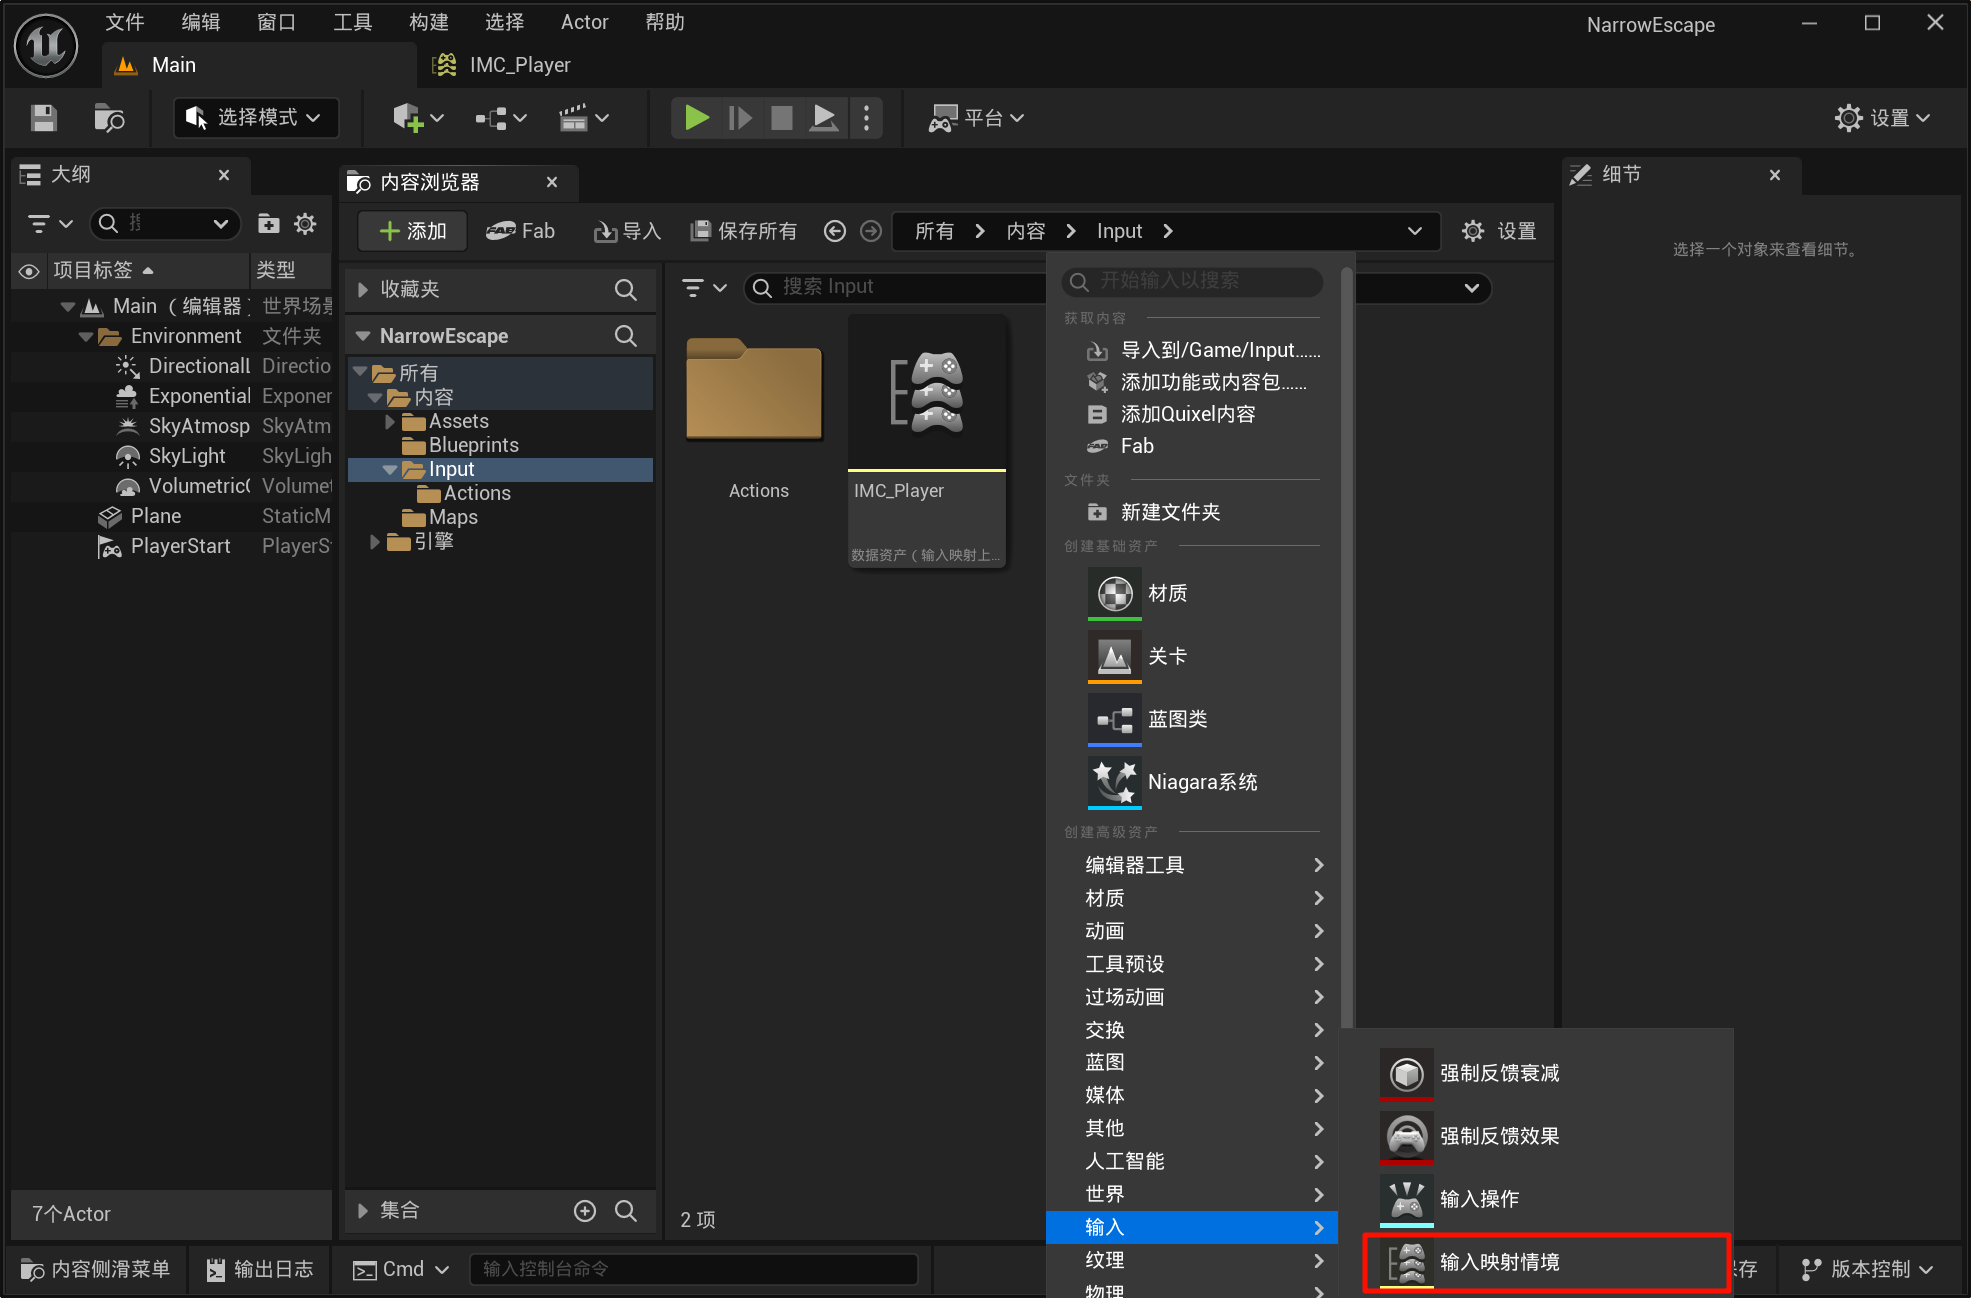 文件 编辑 窗口 工具 构建 选择 Actor 帮助 NarrowEscape
Main IMC_Player
选择模式 平台 设置
大纲
内容浏览器
细节
添加 Fab 导入 保存所有 所有 内容 Input 设置
选择一个对象来查看细节。
项目标签 类型
Main（编辑器） 世界场景
Environment 文件夹
Directionall Directio
Exponential Exponer
SkyAtmosp SkyAtm
SkyLight SkyLigh
VolumetricC Volumet
Plane StaticM
PlayerStart PlayerSt
7个Actor
收藏夹
NarrowEscape
所有
内容
Assets
Blueprints
Input
Actions
Maps
引擎
集合
搜索 Input
Actions
IMC_Player
数据资产（输入映射上...
2 项
开始输入以搜索
获取内容
导入到/Game/Input......
添加功能或内容包......
添加Quixel内容
Fab
文件夹
新建文件夹
创建基础资产
材质
关卡
蓝图类
Niagara系统
创建高级资产
编辑器工具
材质
动画
工具预设
过场动画
交换
蓝图
媒体
其他
人工智能
世界
输入
纹理
物理
强制反馈衰减
强制反馈效果
输入操作
输入映射情境
内容侧滑菜单 输出日志 Cmd 输入控制台命令 存 版本控制